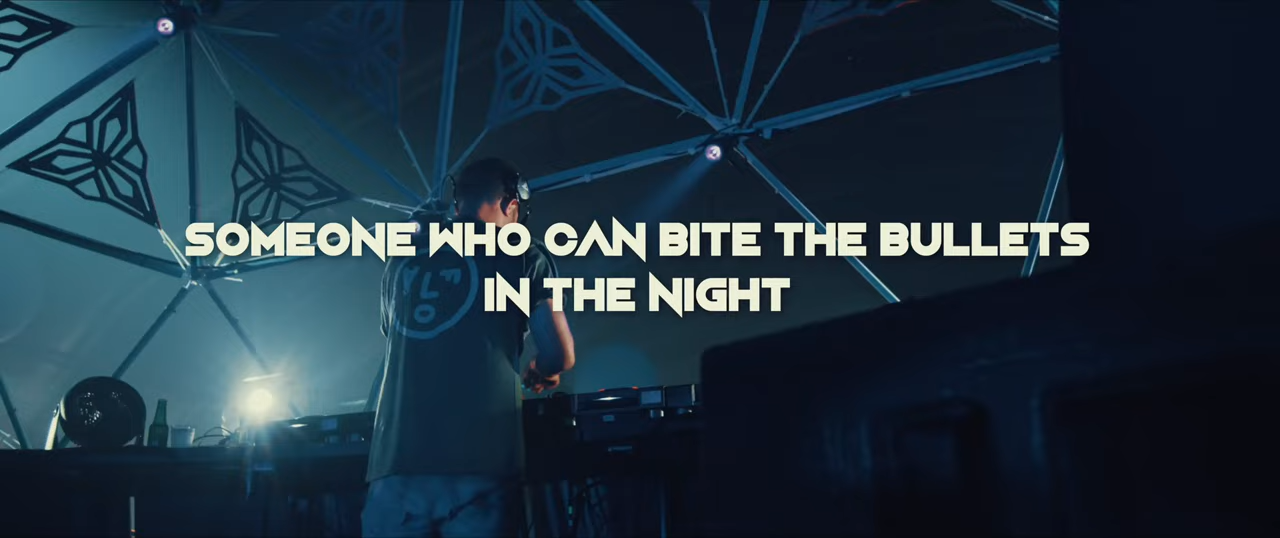 SOMEONE WHO CAN BITE THE BULLETS
IN THE NIGHT